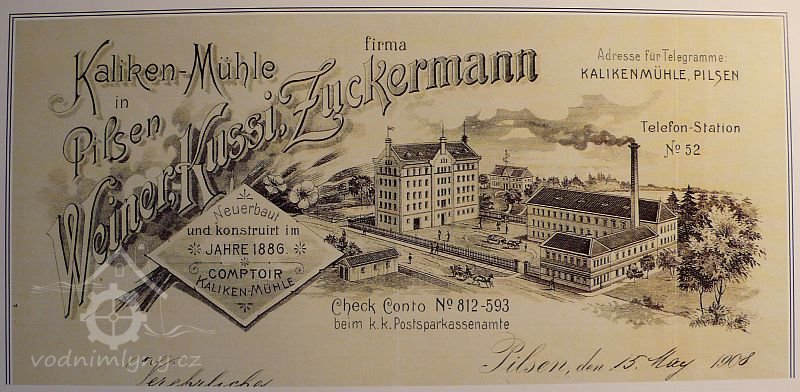 Kaliken-Mühle
in
Pilsen
firma
Weiner, Kussi, Zuckermann
Adresse für Telegramme:
KALIKENMÜHLE, PILSEN
Telefon-Station
No 52
Neuerbaut
und konstruirt im
JAHRE 1886.
COMPTOIR
KALIKEN-MÜHLE
Check Conto No 812-593
beim k.k. Postsparkassenamte
vodnimlyny.cz
Pilsen, den 15. May 1908